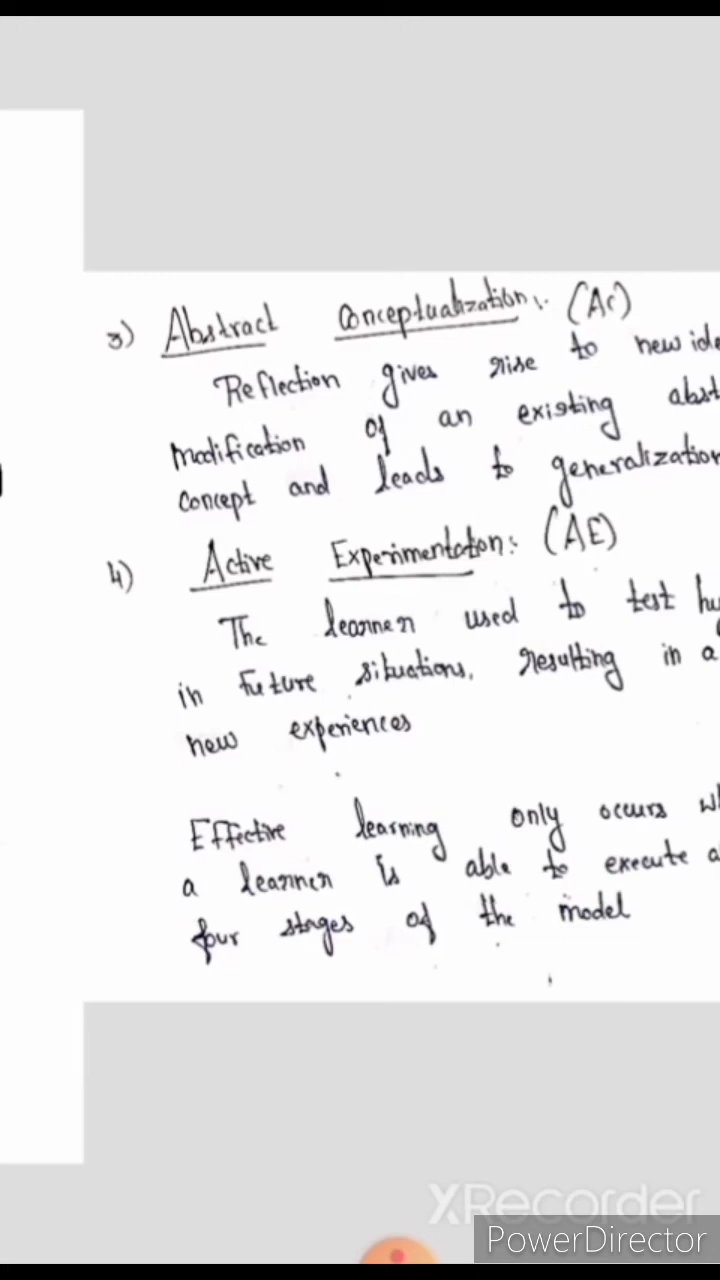 3) Abstract Conceptualization:. (AC)
Reflection gives rise to new ide
modification of an existing abst
concept and leads to generalization
4) Active Experimentation: (AE)
The learner used to test hu
in future situations, resulting in a
new experiences
Effective learning only occurs wh
a learner is able to execute a
four stages of the model
XRecorder
PowerDirector